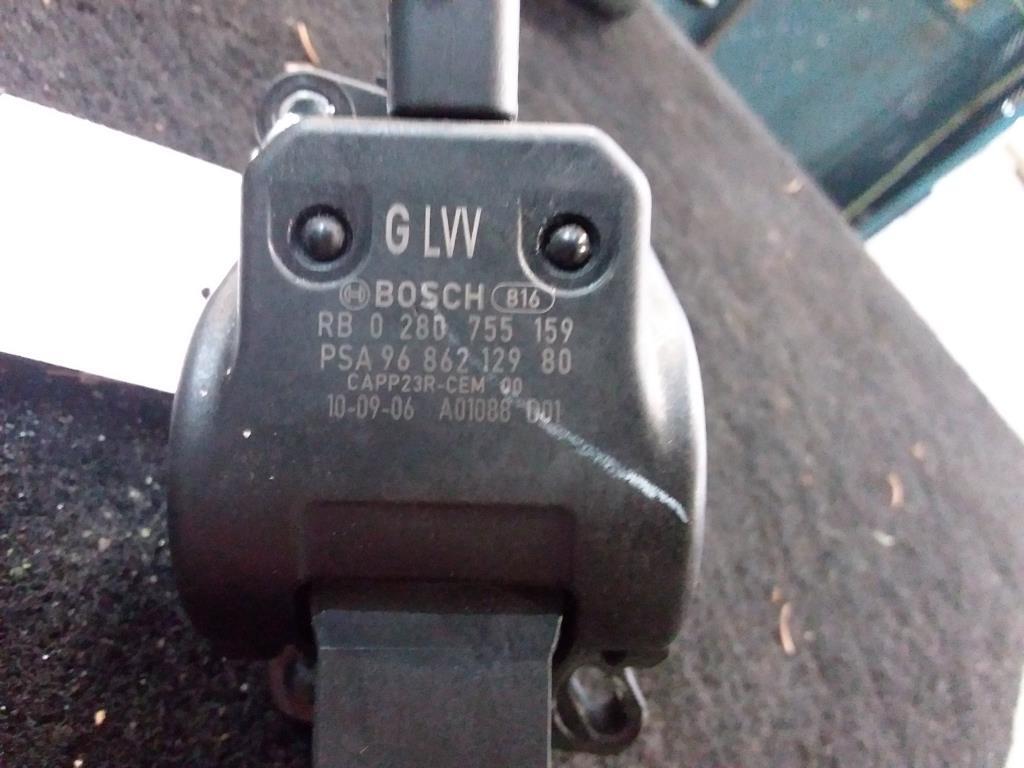 G LVV
BOSCH 816
RB 0 280 755 159
PSA 96 862 129 80
CAPP23R-CEM 00
10-09-06 A01088 D01